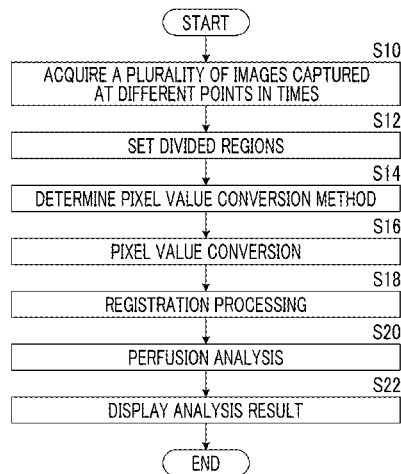 START
S10
ACQUIRE A PLURALITY OF IMAGES CAPTURED
AT DIFFERENT POINTS IN TIMES
S12
SET DIVIDED REGIONS
S14
DETERMINE PIXEL VALUE CONVERSION METHOD
S16
PIXEL VALUE CONVERSION
S18
REGISTRATION PROCESSING
S20
PERFUSION ANALYSIS
S22
DISPLAY ANALYSIS RESULT
END